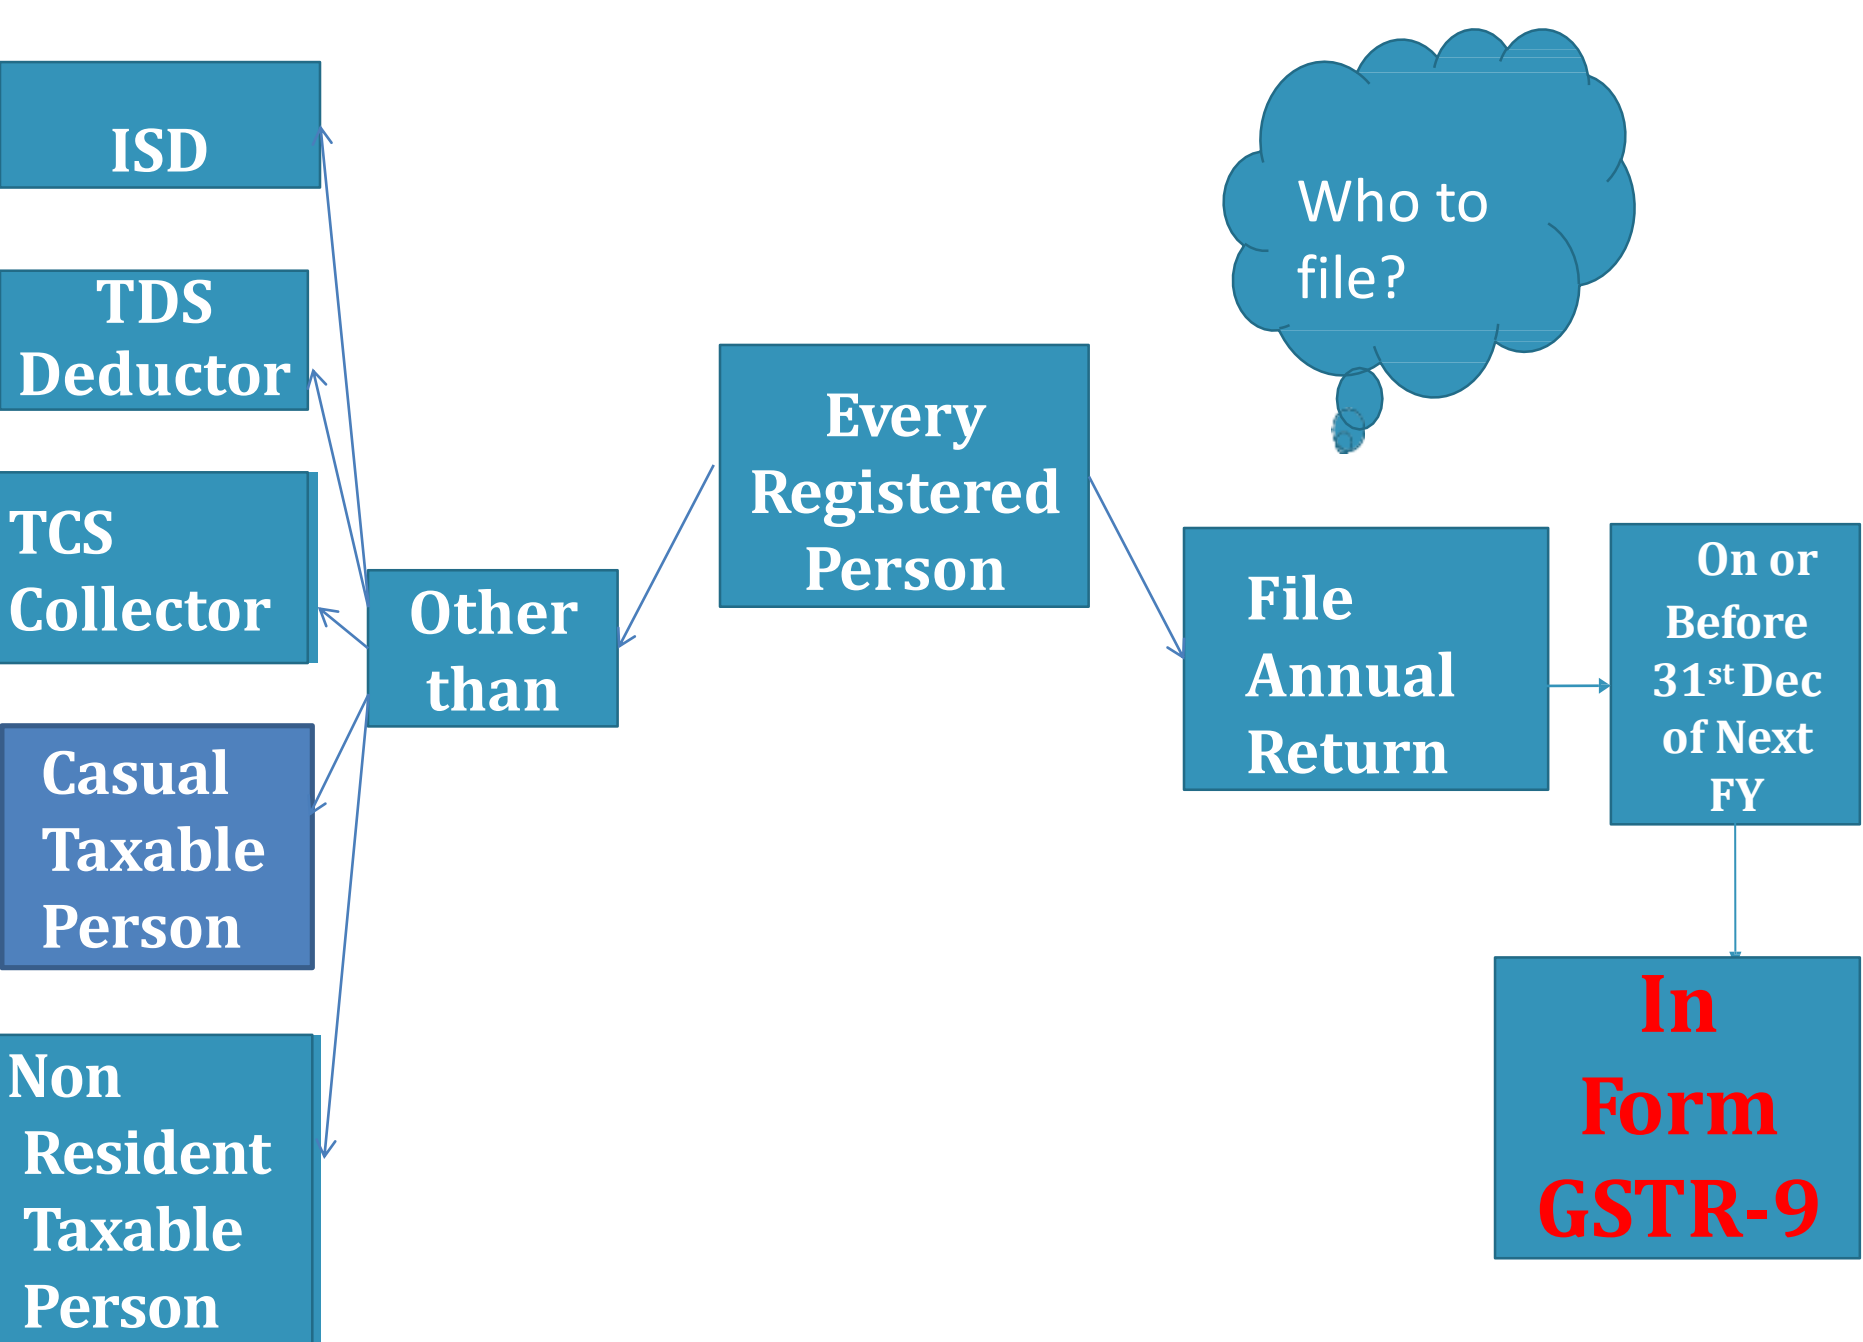 ISD
TDS
Deductor
TCS
Collector
Casual
Taxable
Person
Non
Resident
Taxable
Person
Other
than
Every
Registered
Person
Who to
file?
File
Annual
Return
On or
Before
31st Dec
of Next
FY
In
Form
GSTR-9